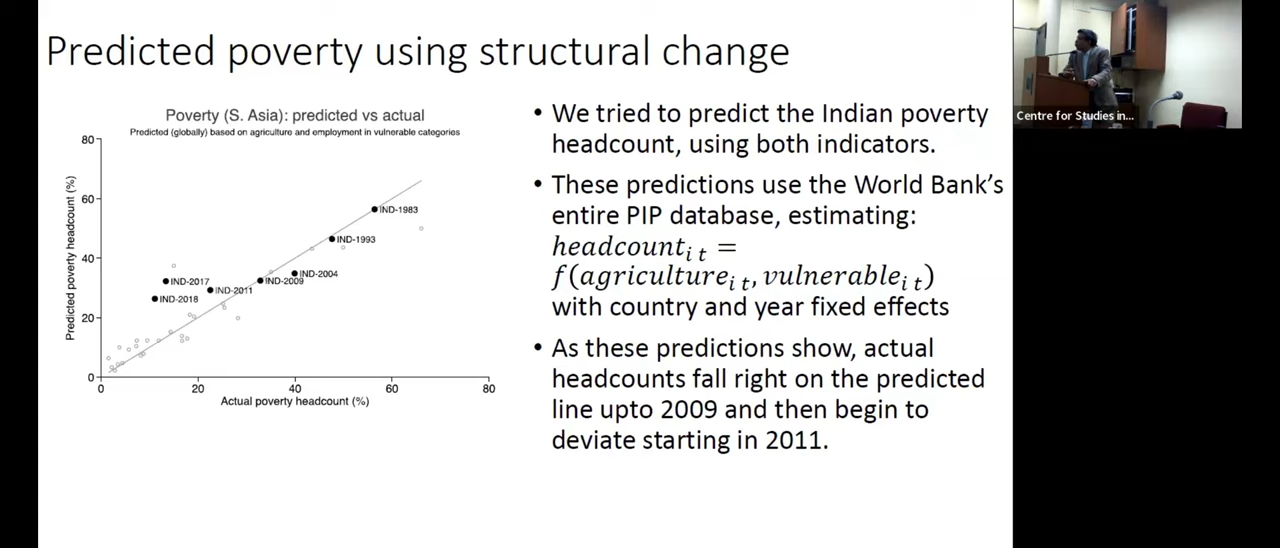 Predicted poverty using structural change
Poverty (S. Asia): predicted vs actual
Predicted (globally) based on agriculture and employment in vulnerable categories
Predicted poverty headcount (%)
80
60
40
20
0
IND-1983
IND-1993
IND-2004
IND-2009
IND-2017
IND-2011
IND-2018
0
20
40
60
80
Actual poverty headcount (%)
• We tried to predict the Indian poverty
headcount, using both indicators.
• These predictions use the World Bank's
entire PIP database, estimating:
headcount_{i t} =
f(agriculture_{i t}, vulnerable_{i t})
with country and year fixed effects
• As these predictions show, actual
headcounts fall right on the predicted
line upto 2009 and then begin to
deviate starting in 2011.
Centre for Studies in...